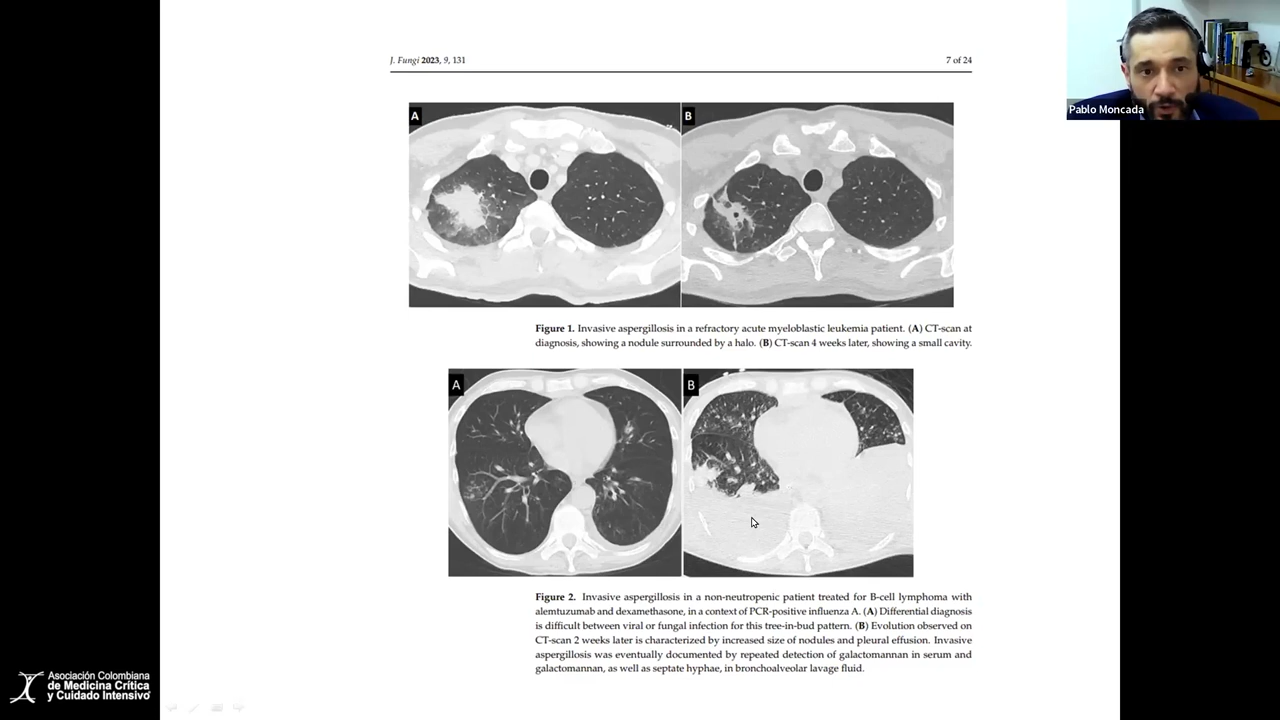 J. Fungi 2023, 9, 131
7 of 24
A
B
Figure 1. Invasive aspergillosis in a refractory acute myeloblastic leukemia patient. (A) CT-scan at
diagnosis, showing a nodule surrounded by a halo. (B) CT-scan 4 weeks later, showing a small cavity.
A
B
Figure 2. Invasive aspergillosis in a non-neutropenic patient treated for B-cell lymphoma with
alemtuzumab and dexamethasone, in a context of PCR-positive influenza A. (A) Differential diagnosis
is difficult between viral or fungal infection for this tree-in-bud pattern. (B) Evolution observed on
CT-scan 2 weeks later is characterized by increased size of nodules and pleural effusion. Invasive
aspergillosis was eventually documented by repeated detection of galactomannan in serum and
galactomannan, as well as septate hyphae, in bronchoalveolar lavage fluid.
Pablo Moncada
Asociación Colombiana
de Medicina Crítica
y Cuidado Intensivo